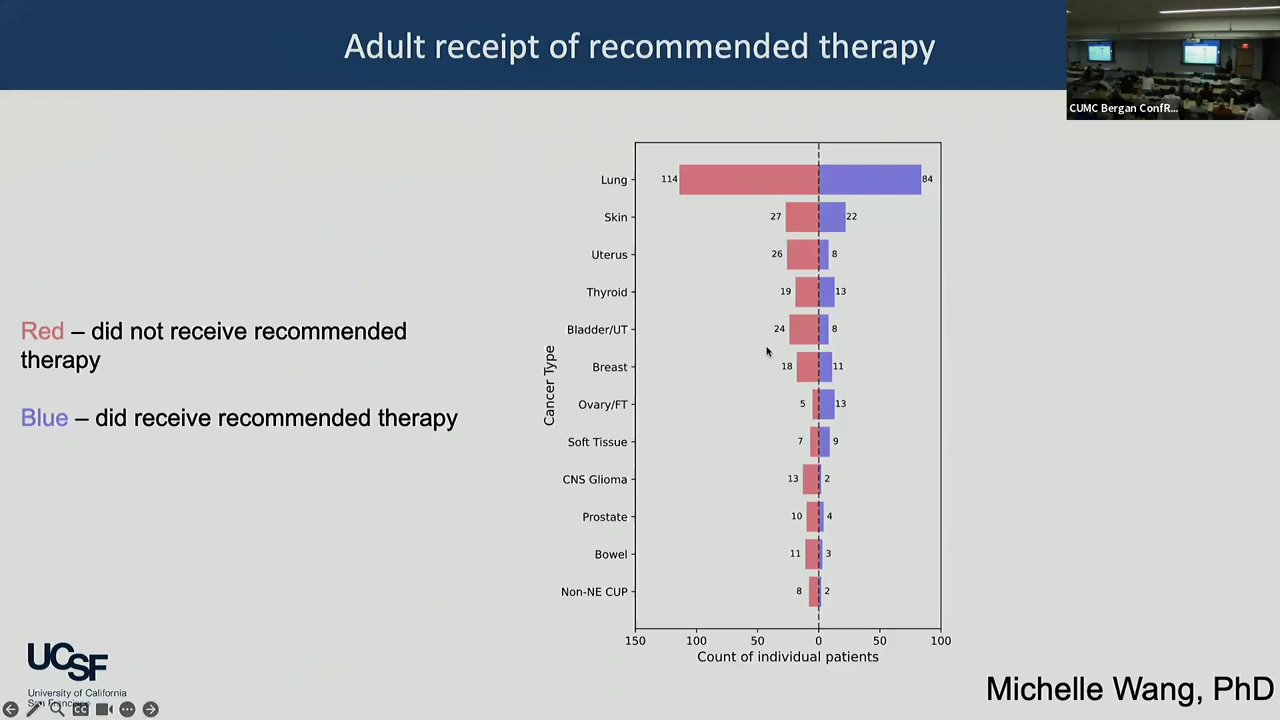 Adult receipt of recommended therapy
CUMC Bergan ConfR...
Red – did not receive recommended
therapy
Blue – did receive recommended therapy
Cancer Type
Lung 114 84
Skin 27 22
Uterus 26 8
Thyroid 19 13
Bladder/UT 24 8
Breast 18 11
Ovary/FT 5 13
Soft Tissue 7 9
CNS Glioma 13 2
Prostate 10 4
Bowel 11 3
Non-NE CUP 8 2
150 100 50 0 50 100
Count of individual patients
UCSF
University of California
San Francisco
CC
Michelle Wang, PhD